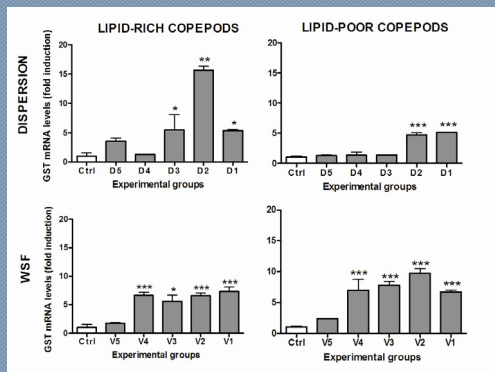 LIPID-RICH COPEPODS
LIPID-POOR COPEPODS
DISPERSION
GST mRNA levels (fold induction)
20
15
10
5
0
* ** *
Ctrl D5 D4 D3 D2 D1
Experimental groups
20
15
10
5
0
*** ***
Ctrl D5 D4 D3 D2 D1
Experimental groups
WSF
GST mRNA levels (fold induction)
20
15
10
5
0
*** * *** ***
Ctrl V5 V4 V3 V2 V1
Experimental groups
20
15
10
5
0
*** *** *** ***
Ctrl V5 V4 V3 V2 V1
Experimental groups